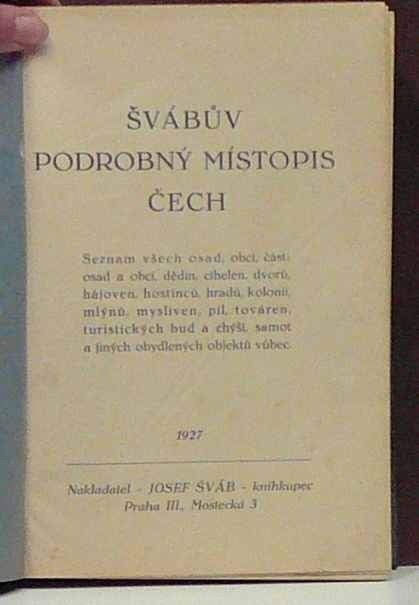 ŠVÁBŮV
PODROBNÝ MÍSTOPIS
ČECH
Seznam všech osad, obcí, částí
osad a obcí, dědin, cihelen, dvorů,
hájoven, hostinců, hradů, kolonií,
mlýnů, mysliven, pil, továren,
turistických bud a chýší, samot
a jiných obydlených objektů vůbec.
1927
Nakladatel - JOSEF ŠVÁB - knihkupec
Praha III., Mostecká 3